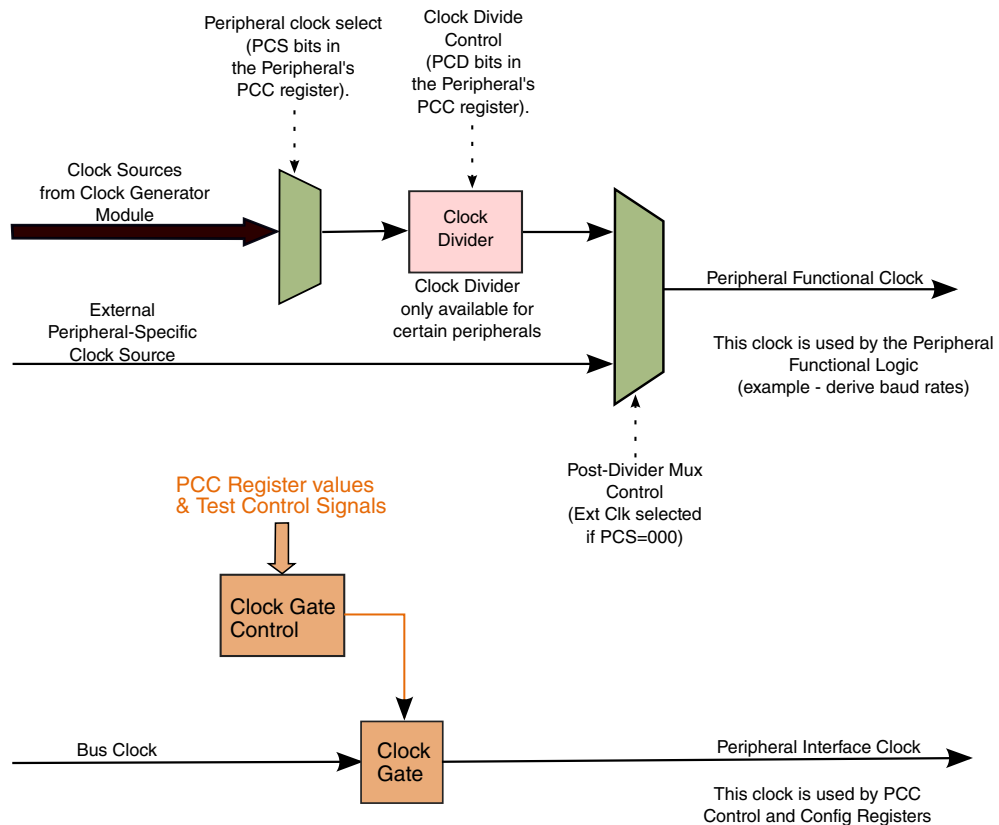 Peripheral clock select
(PCS bits in
the Peripheral's
PCC register).
Clock Divide
Control
(PCD bits in
the Peripheral's
PCC register).
Clock Sources
from Clock Generator
Module
Clock
Divider
Clock Divider
only available for
certain peripherals
External
Peripheral-Specific
Clock Source
Peripheral Functional Clock
This clock is used by the Peripheral
Functional Logic
(example - derive baud rates)
Post-Divider Mux
Control
(Ext Clk selected
if PCS=000)
PCC Register values
& Test Control Signals
Clock Gate
Control
Bus Clock
Clock
Gate
Peripheral Interface Clock
This clock is used by PCC
Control and Config Registers